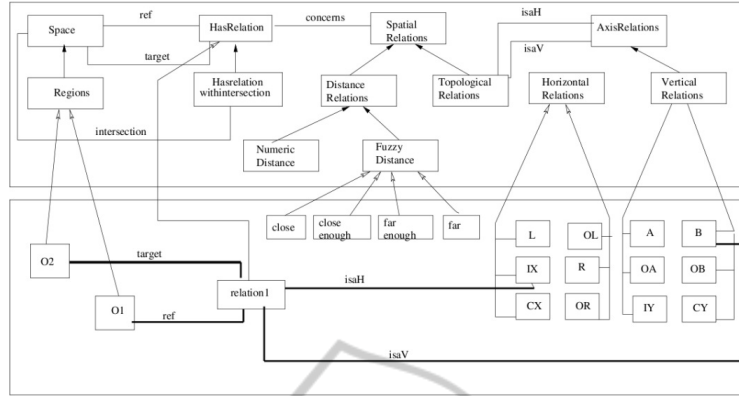 ref
concerns
isaH
Space
HasRelation
Spatial
Relations
AxisRelations
target
isaV
Regions
Hasrelation
withintersection
Distance
Relations
Topological
Relations
Horizontal
Relations
Vertical
Relations
intersection
Numeric
Distance
Fuzzy
Distance
close
close
enough
far
enough
far
L
OL
A
B
O2
target
IX
R
OA
OB
isaH
relation1
O1
ref
CX
OR
IY
CY
isaV